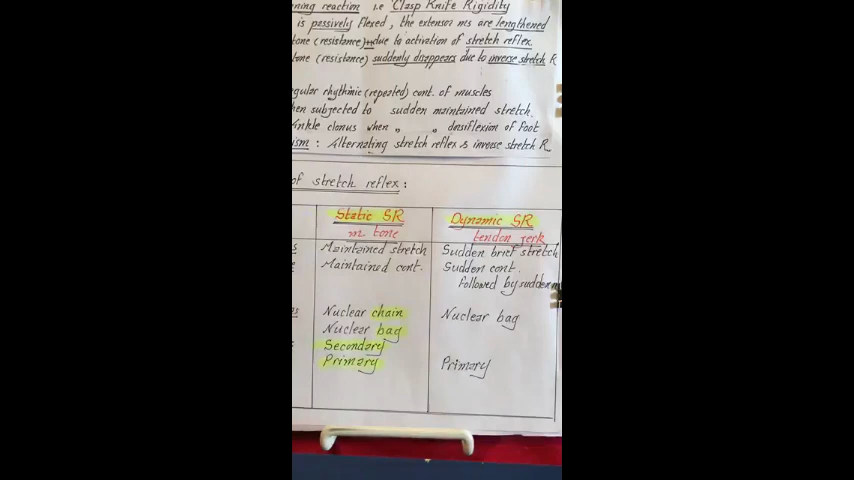 ning reaction i.e Clasp Knife Rigidity
is passively flexed, the extensor ms are lengthened
tone (resistance) due to activation of stretch reflex.
tone (resistance) suddenly disappears due to inverse stretch R
gular rhythmic (repeated) cont. of muscles
hen subjected to sudden maintained stretch.
ankle clonus when " " dorsiflexion of foot
ism : Alternating stretch reflex & inverse stretch R.
of stretch reflex:
Static SR Dynamic SR
m tone tendon jerk
s Maintained stretch Sudden brief stretch
Maintained cont. Sudden cont.
followed by sudden
Nuclear chain Nuclear bag
Nuclear bag
Secondary
Primary Primary